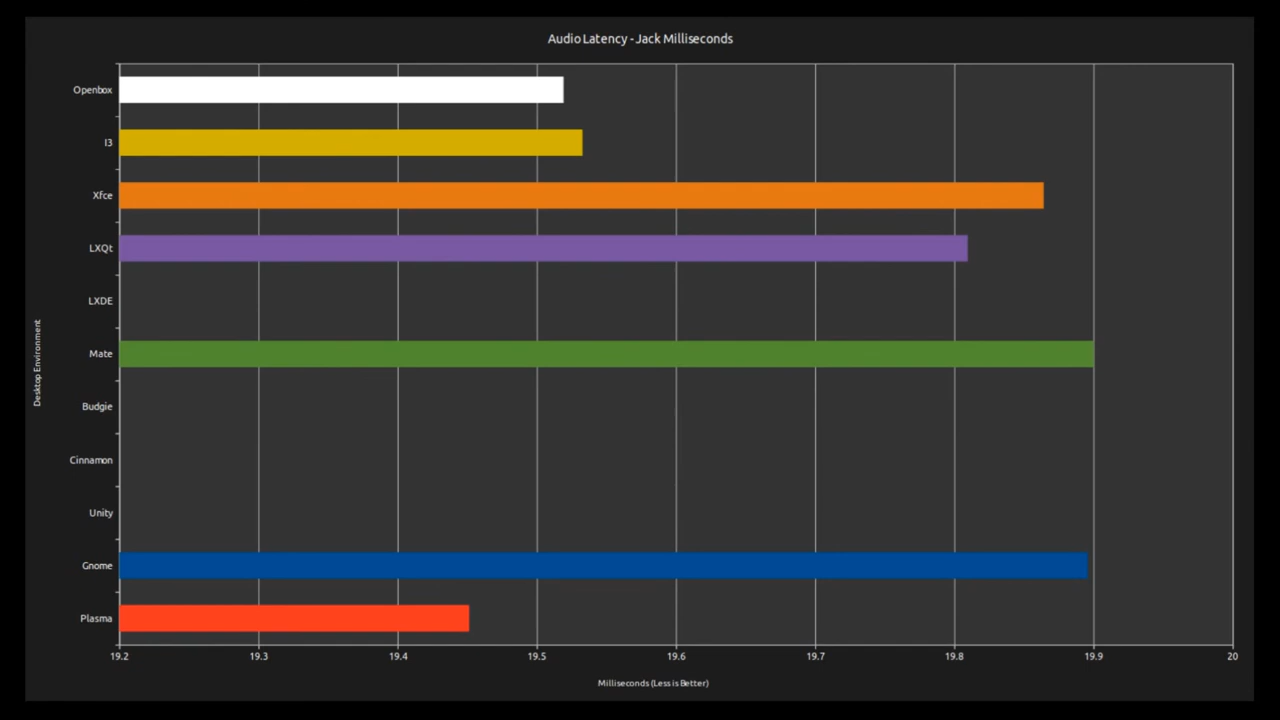 Audio Latency - Jack Milliseconds
Openbox
I3
Xfce
LXQt
LXDE
Mate
Budgie
Cinnamon
Unity
Gnome
Plasma
Desktop Environment
19.2 19.3 19.4 19.5 19.6 19.7 19.8 19.9 20
Milliseconds (Less is Better)